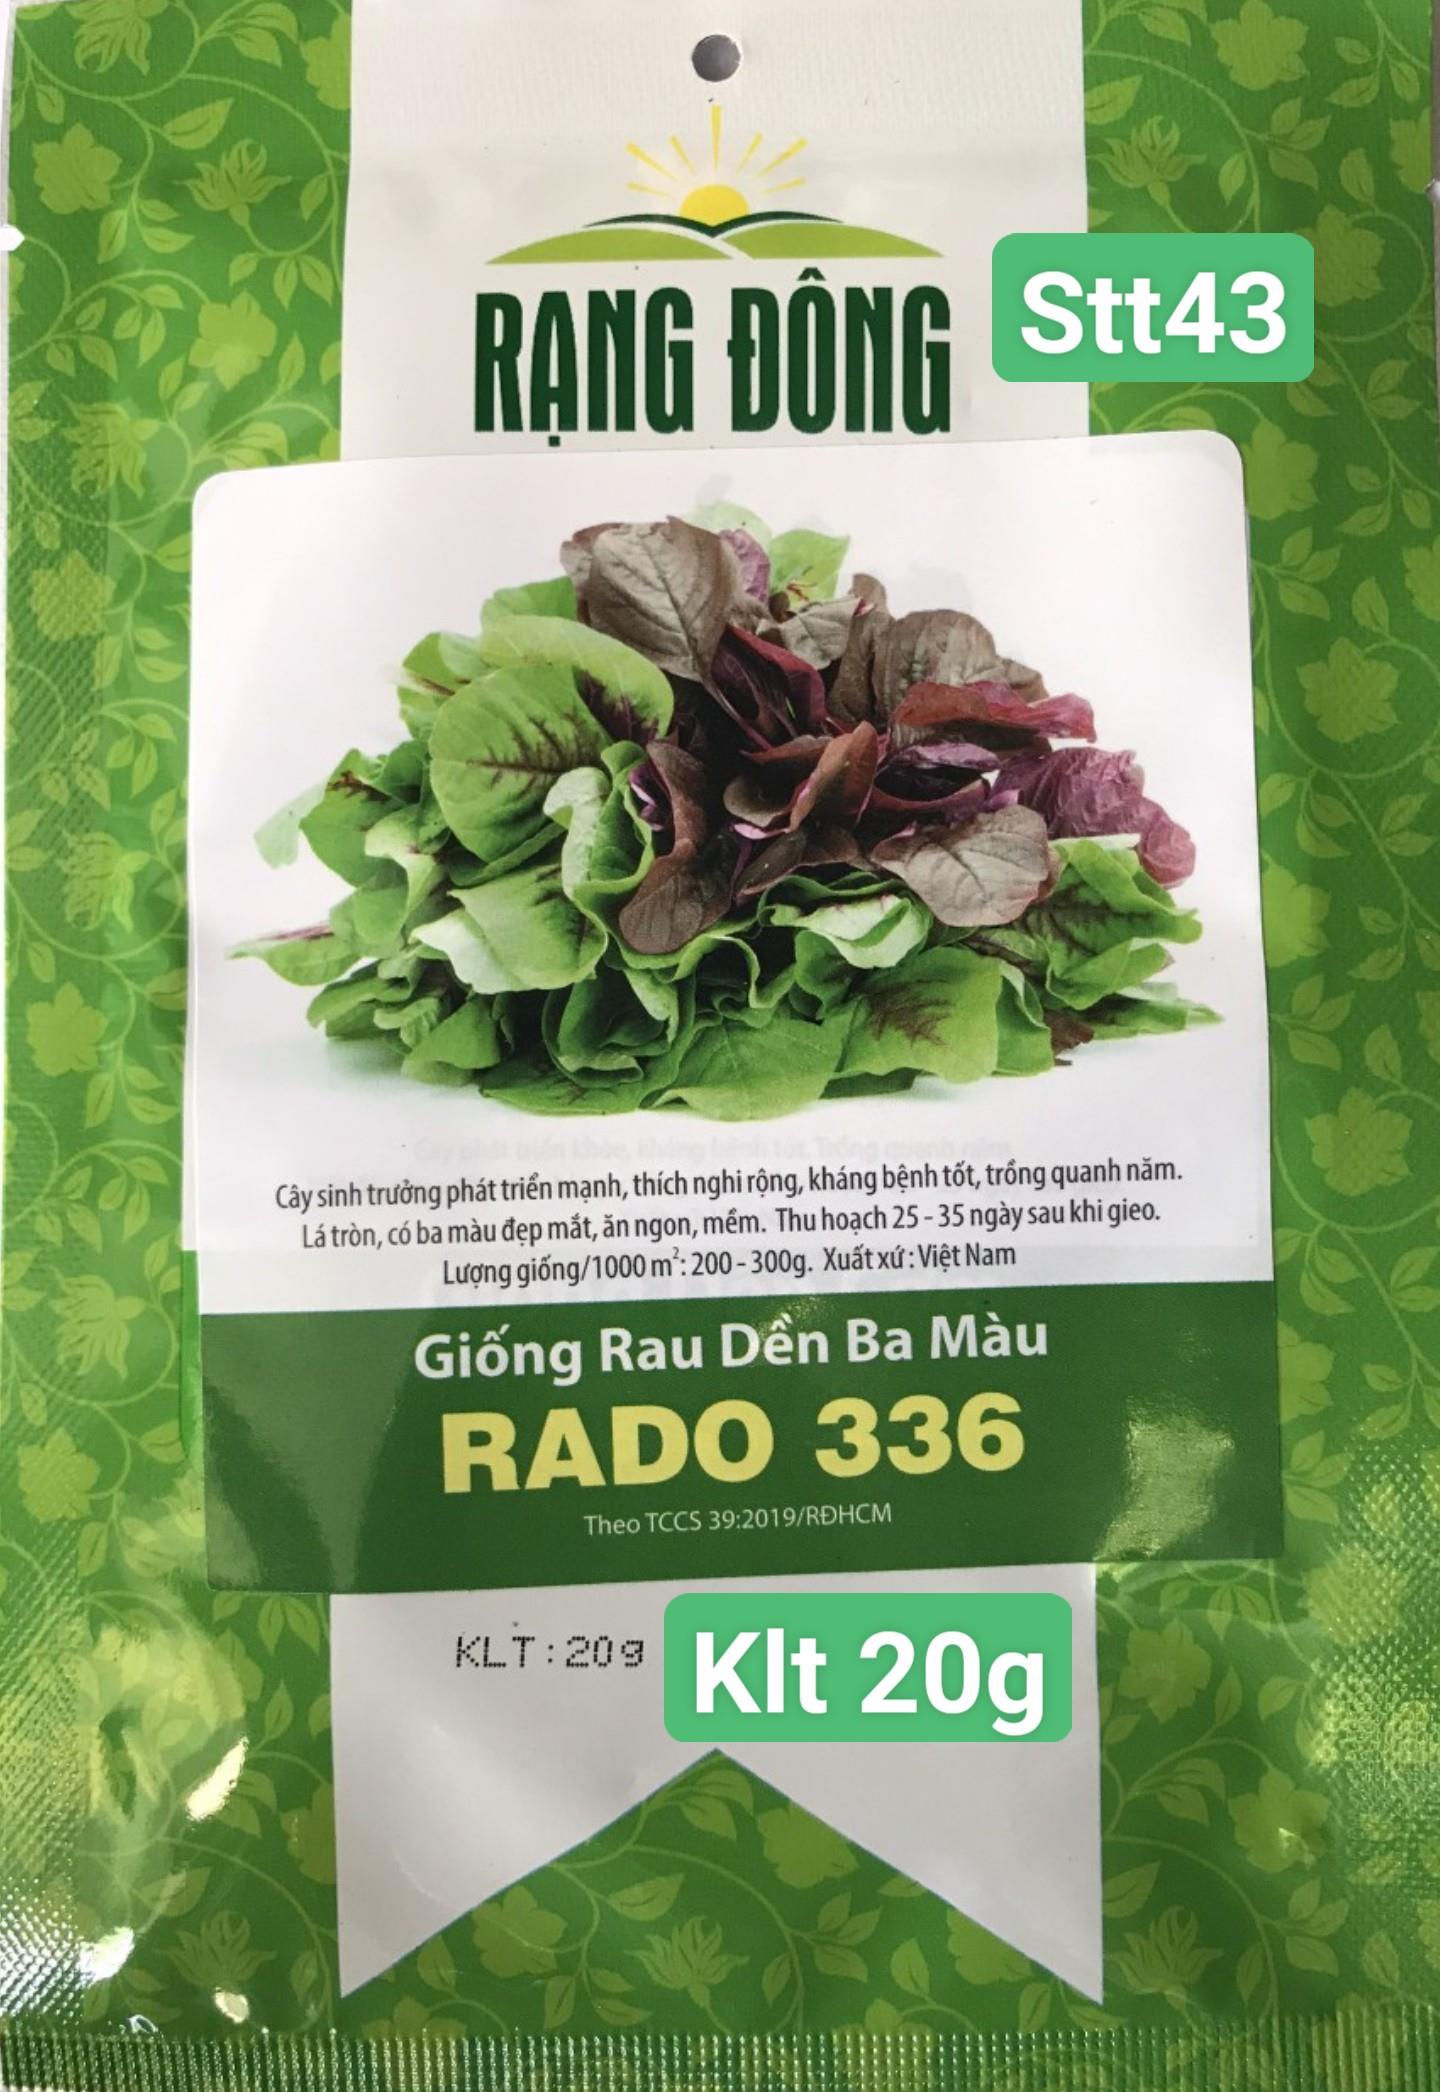 RẠNG ĐÔNG
Stt43
Cây sinh trưởng phát triển mạnh, thích nghi rộng, kháng bệnh tốt, trồng quanh năm.
Lá tròn, có ba màu đẹp mắt, ăn ngon, mềm. Thu hoạch 25 - 35 ngày sau khi gieo.
Lượng giống/1000 m²: 200 - 300g. Xuất xứ : Việt Nam
Giống Rau Dền Ba Màu
RADO 336
Theo TCCS 39:2019/RĐHCM
KLT:20g
Klt 20g